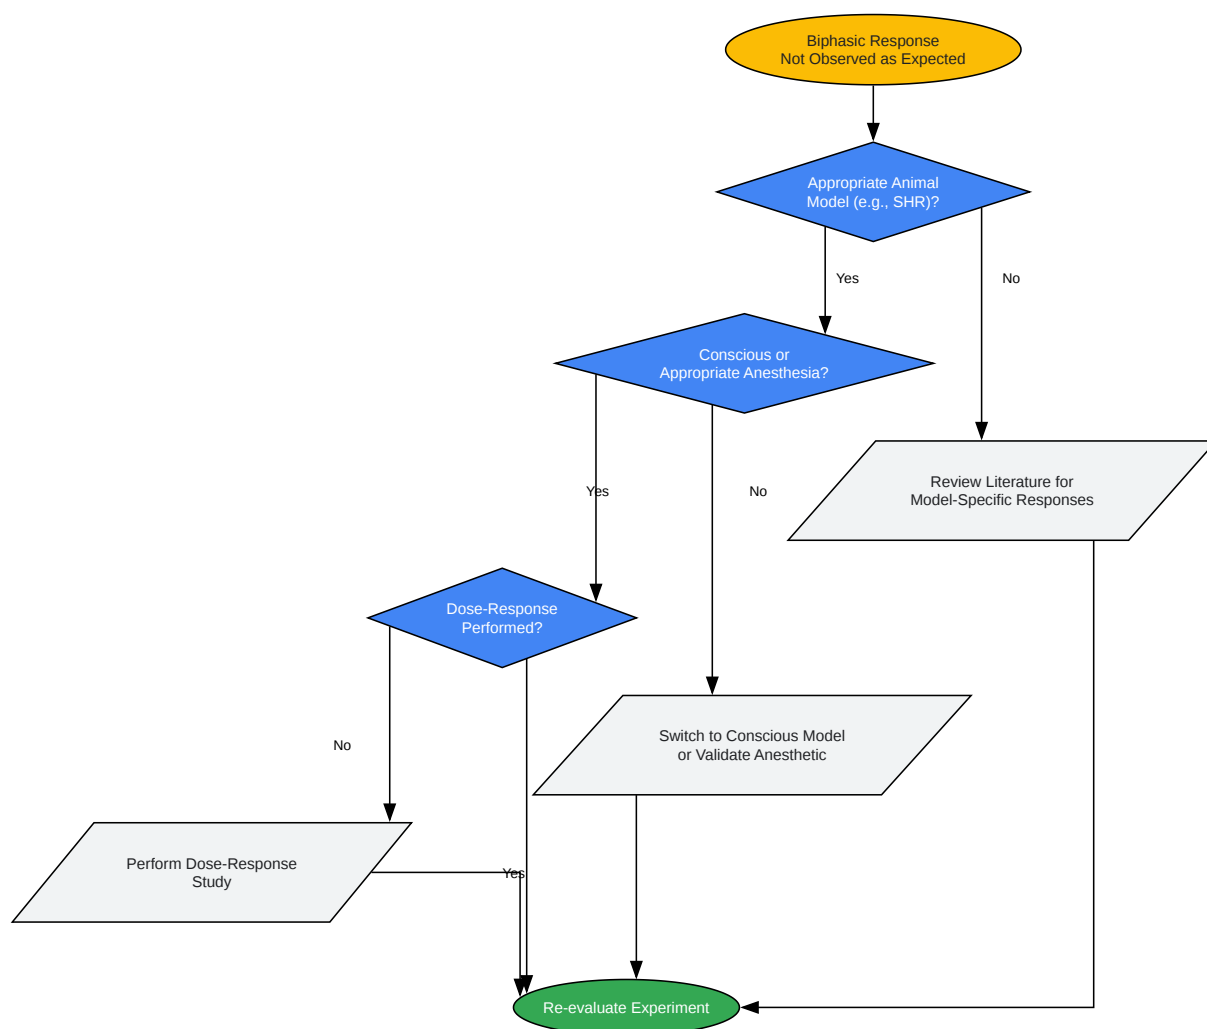 Biphasic Response
Not Observed as Expected
Appropriate Animal
Model (e.g., SHR)?
Yes
No
Conscious or
Appropriate Anesthesia?
Yes
No
Review Literature for
Model-Specific Responses
Dose-Response
Performed?
No
Switch to Conscious Model
or Validate Anesthetic
Perform Dose-Response
Study
Yes
Re-evaluate Experiment